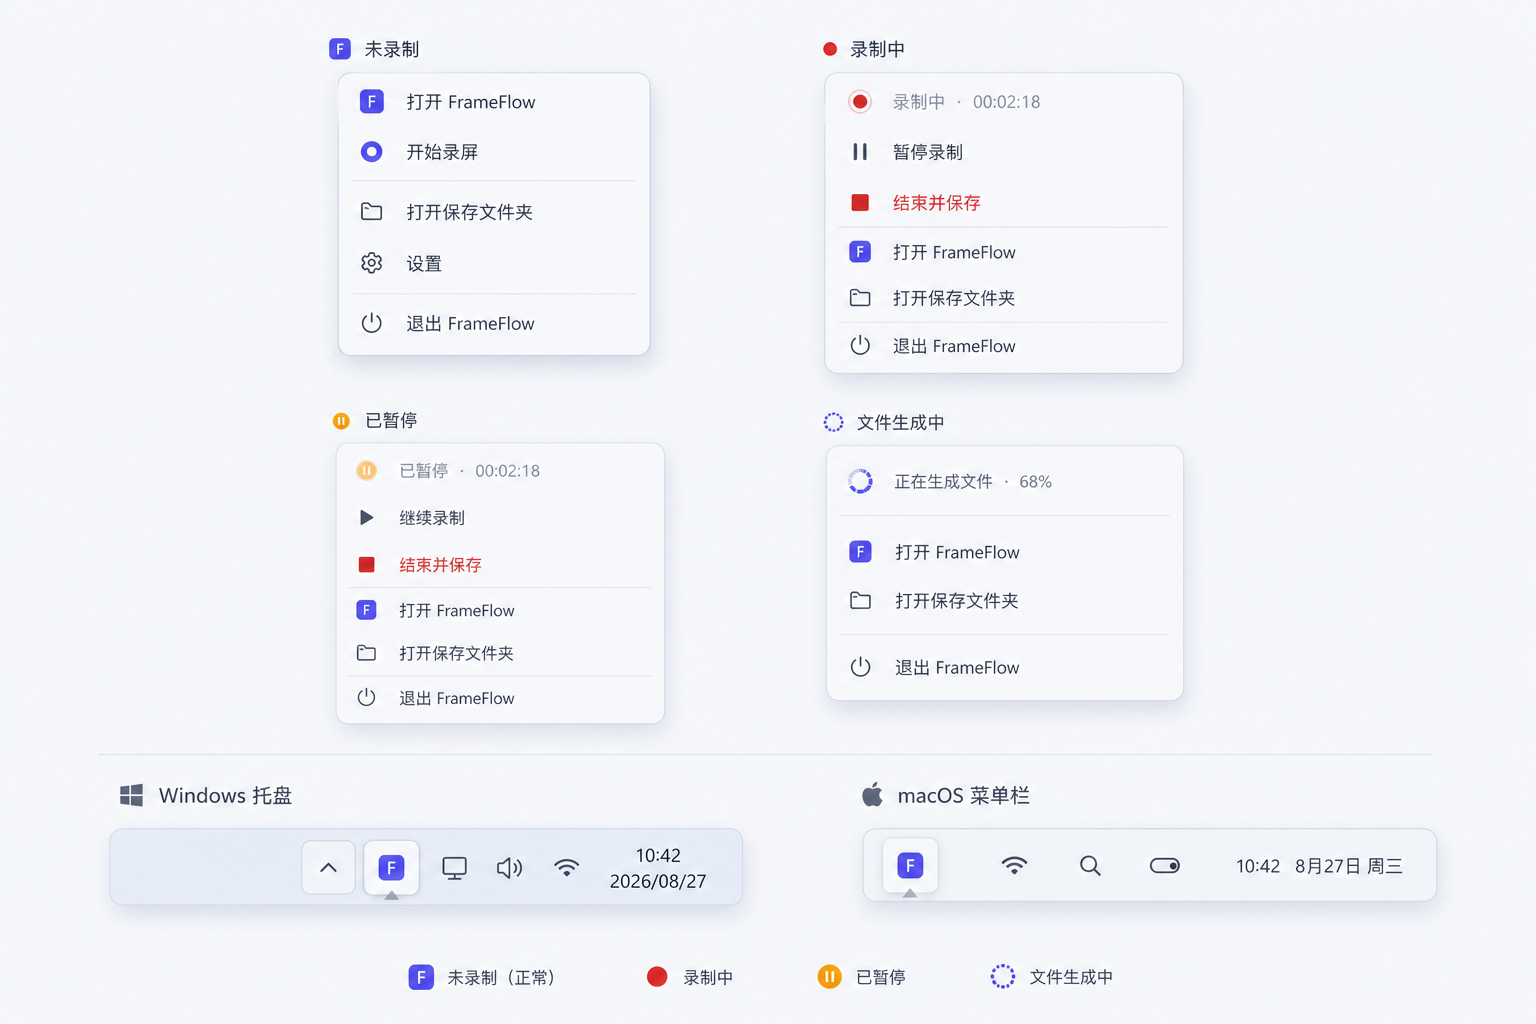 F 未录制
F 打开 FrameFlow
开始录屏
打开保存文件夹
设置
退出 FrameFlow
录制中
录制中 · 00:02:18
暂停录制
结束并保存
F 打开 FrameFlow
打开保存文件夹
退出 FrameFlow
已暂停
已暂停 · 00:02:18
继续录制
结束并保存
F 打开 FrameFlow
打开保存文件夹
退出 FrameFlow
文件生成中
正在生成文件 · 68%
F 打开 FrameFlow
打开保存文件夹
退出 FrameFlow
Windows 托盘
F
10:42
2026/08/27
macOS 菜单栏
F
10:42 8月27日 周三
F 未录制（正常）
录制中
已暂停
文件生成中